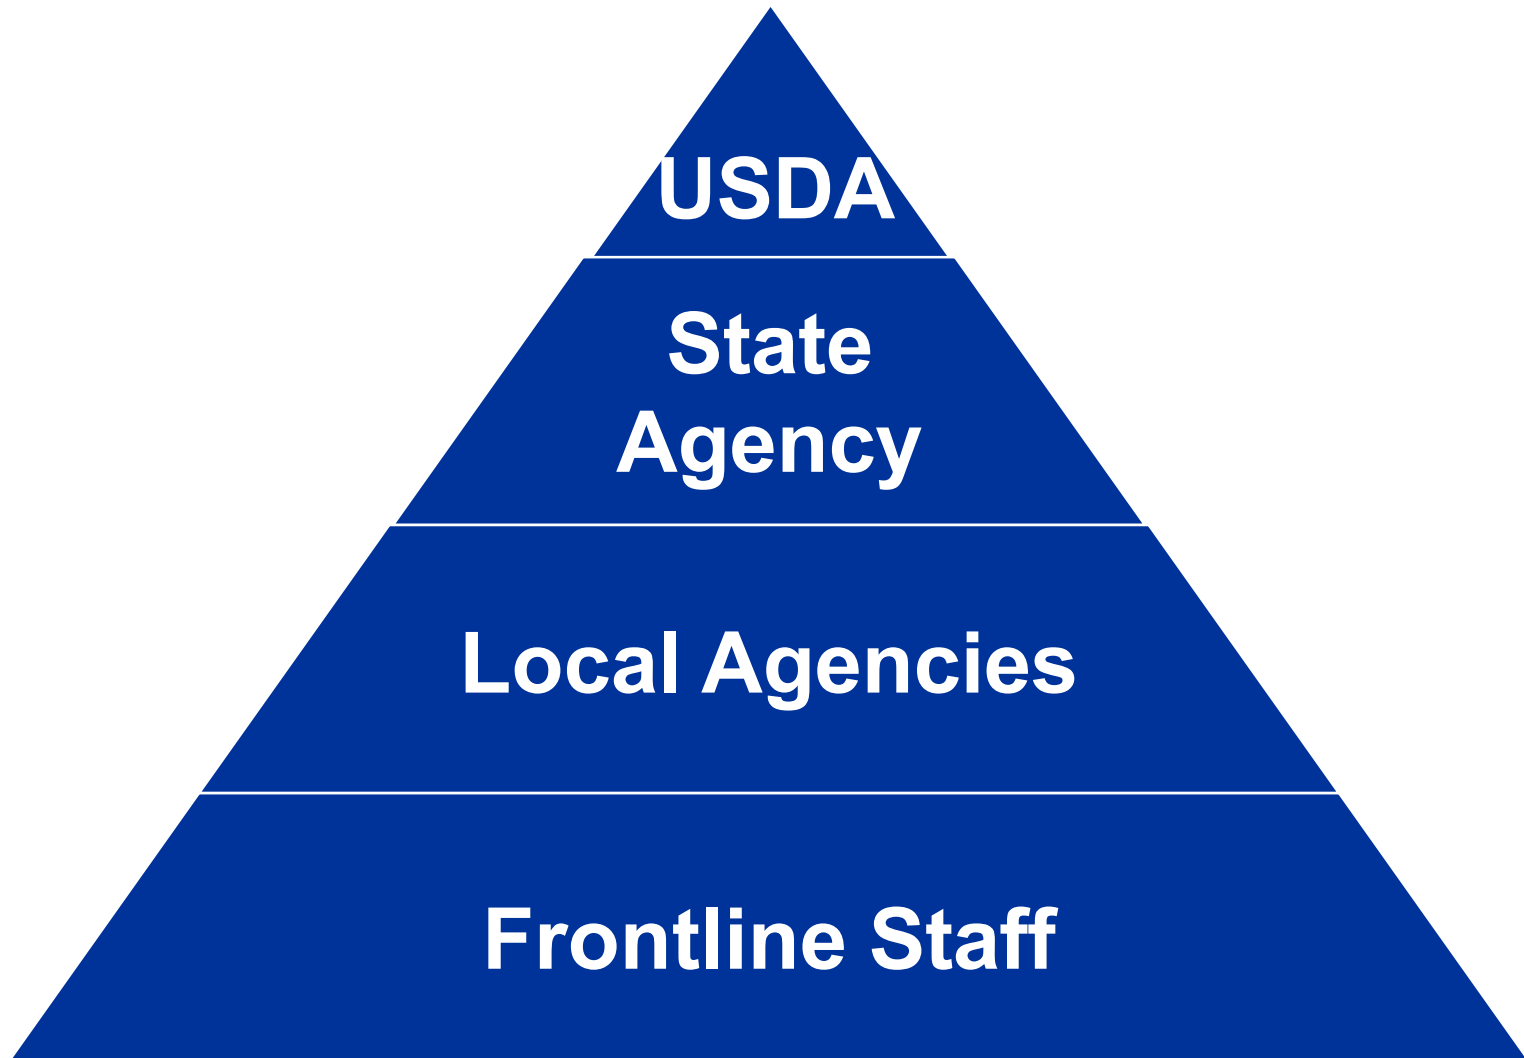 USDA
State
Agency
Local Agencies
Frontline Staff